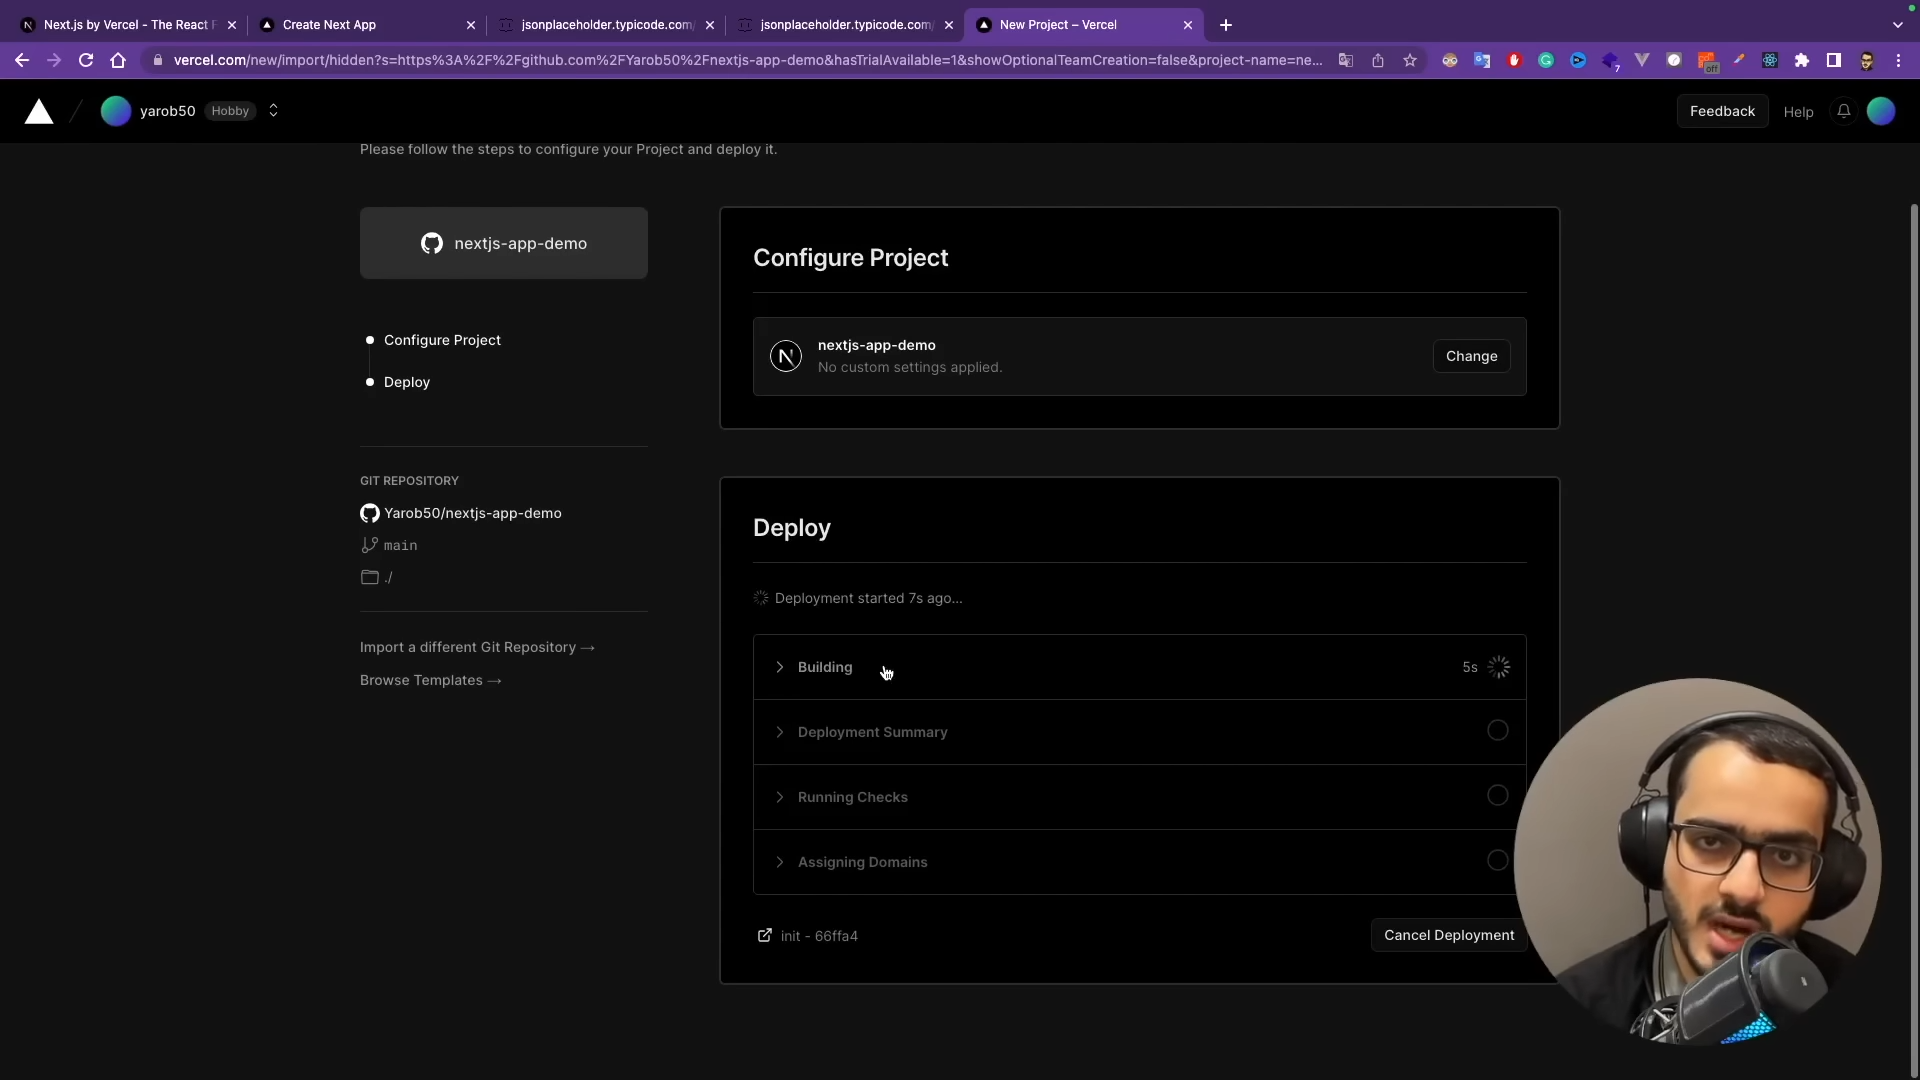 Next.js by Vercel - The React F
Create Next App
jsonplaceholder.typicode.com/
jsonplaceholder.typicode.com/
New Project – Vercel
vercel.com/new/import/hidden?s=https%3A%2F%2Fgithub.com%2FYarob50%2Fnextjs-app-demo&hasTrialAvailable=1&showOptionalTeamCreation=false&project-name=ne...
7
off
yarob50
Hobby
Feedback
Help
Please follow the steps to configure your Project and deploy it.
nextjs-app-demo
Configure Project
Deploy
GIT REPOSITORY
Yarob50/nextjs-app-demo
main
./
Import a different Git Repository →
Browse Templates →
Configure Project
nextjs-app-demo
No custom settings applied.
Change
Deploy
Deployment started 7s ago...
Building
5s
Deployment Summary
Running Checks
Assigning Domains
init - 66ffa4
Cancel Deployment